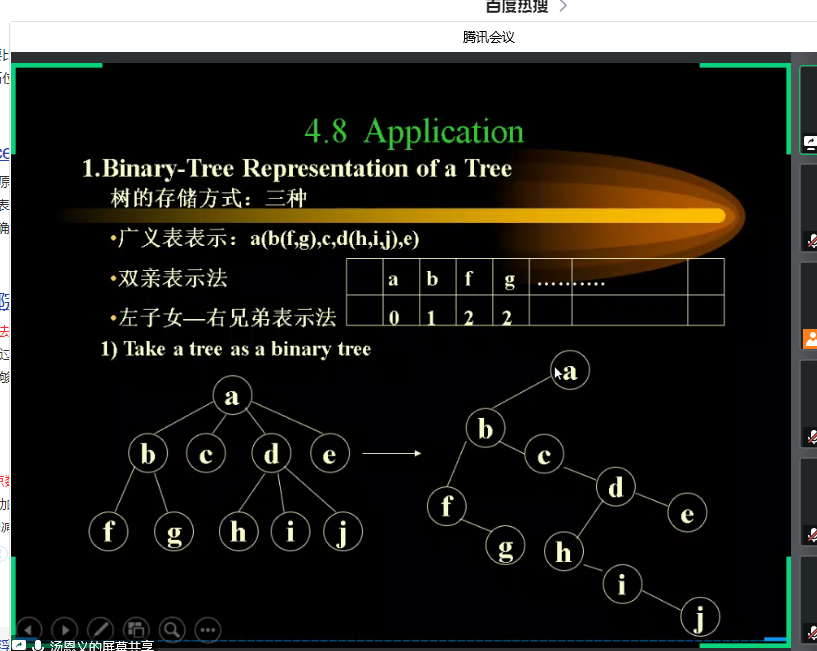 百度热搜 >
腾讯会议
4.8 Application
1.Binary-Tree Representation of a Tree
树的存储方式：三种
•广义表表示：a(b(f,g),c,d(h,i,j),e)
•双亲表示法
a b f g ..........
0 1 2 2
•左子女—右兄弟表示法
1) Take a tree as a binary tree
a
b c d e
f g h i j
a
b
c
d
f
e
g
h
i
j
汤恩义的屏幕共享